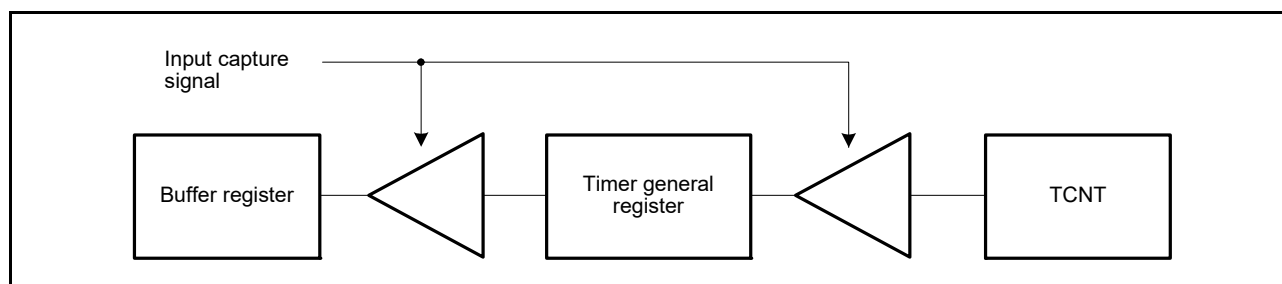 Input capture
signal
Buffer register
Timer general
register
TCNT